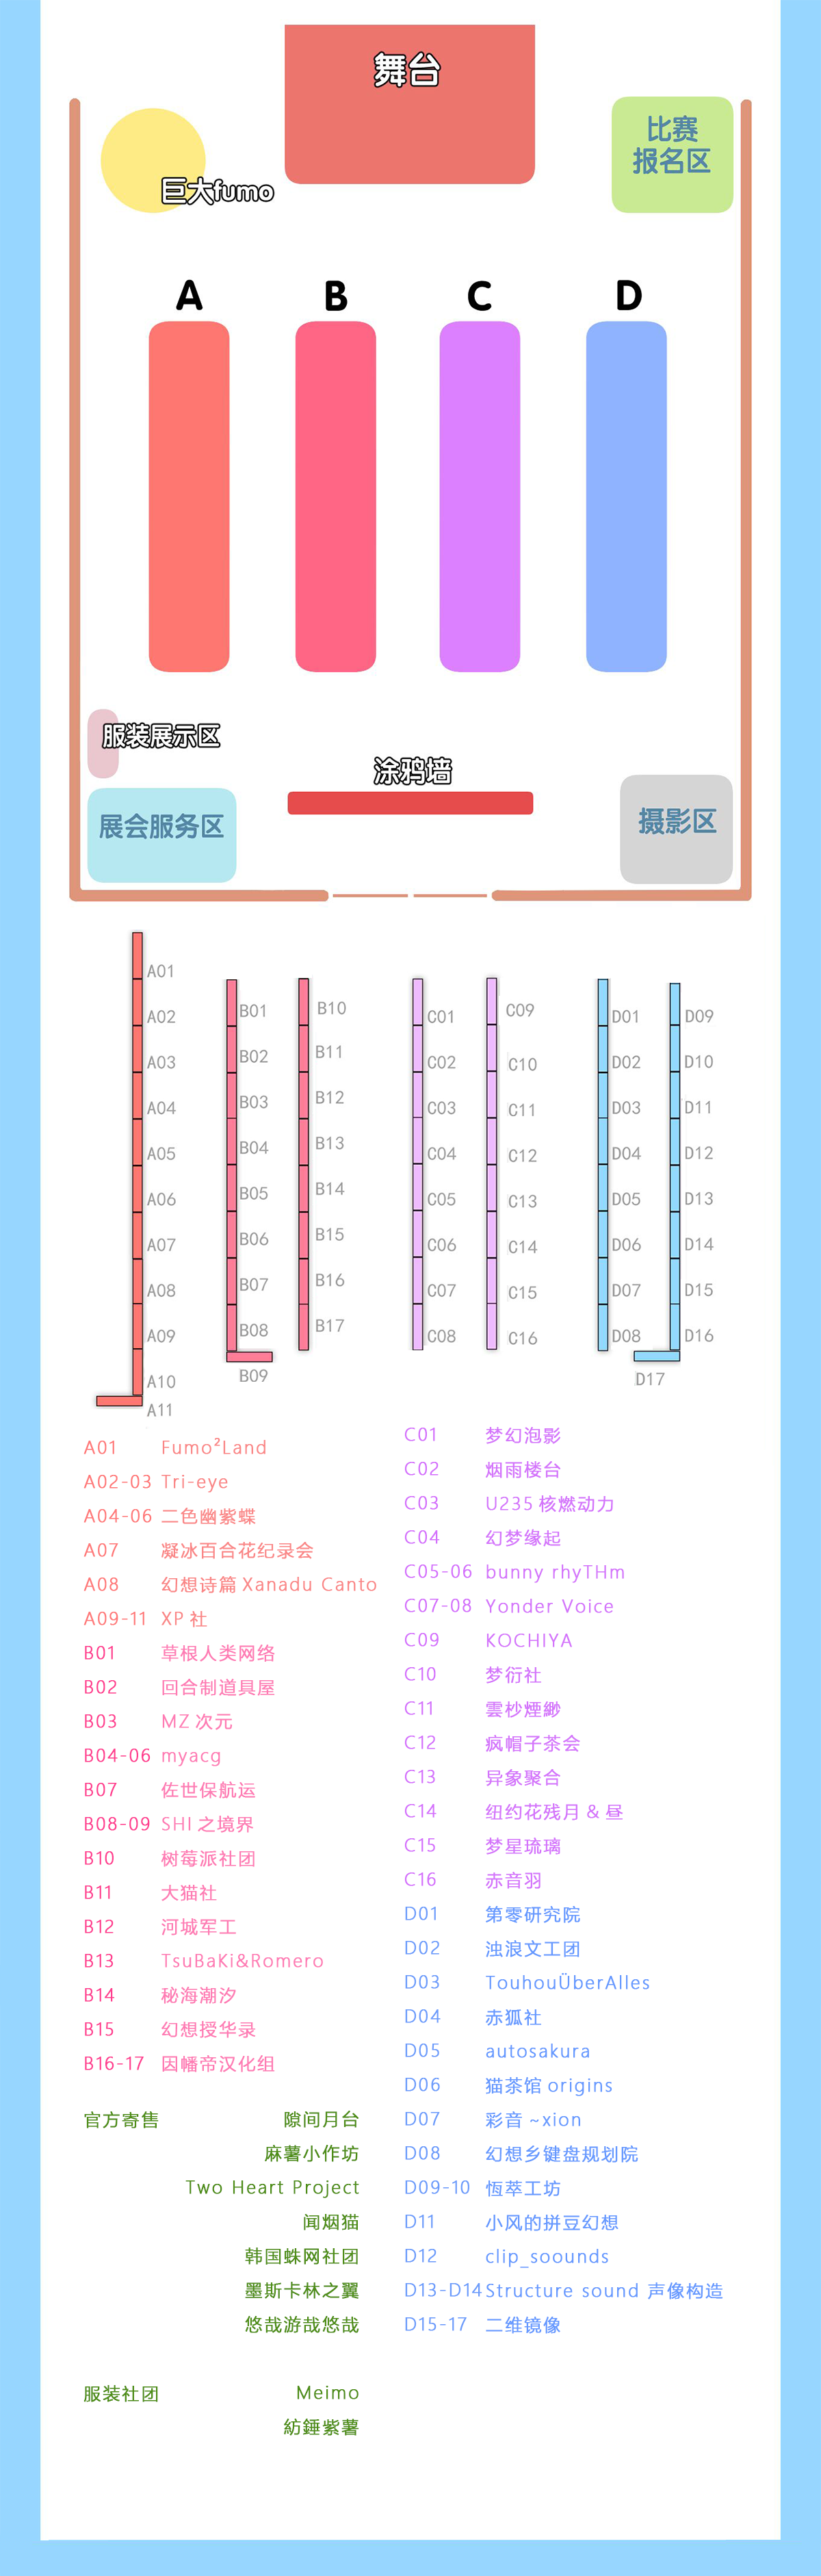 舞台
比赛
报名区
巨大fumo
A
B
C
D
服装展示区
涂鸦墙
展会服务区
摄影区
A01
A02
A03
A04
A05
A06
A07
A08
A09
A10
A11
B01
B02
B03
B04
B05
B06
B07
B08
B09
B10
B11
B12
B13
B14
B15
B16
B17
C01
C02
C03
C04
C05
C06
C07
C08
C09
C10
C11
C12
C13
C14
C15
C16
D01
D02
D03
D04
D05
D06
D07
D08
D09
D10
D11
D12
D13
D14
D15
D16
D17
A01 Fumo²Land
A02-03 Tri-eye
A04-06 二色幽紫蝶
A07 凝冰百合花纪录会
A08 幻想诗篇 Xanadu Canto
A09-11 XP 社
B01 草根人类网络
B02 回合制道具屋
B03 MZ 次元
B04-06 myacg
B07 佐世保航运
B08-09 SHI 之境界
B10 树莓派社团
B11 大猫社
B12 河城军工
B13 TsuBaKi&Romero
B14 秘海潮汐
B15 幻想授华录
B16-17 因幡帝汉化组
官方寄售 隙间月台
麻薯小作坊
Two Heart Project
闻烟猫
韩国蛛网社团
墨斯卡林之翼
悠哉游哉悠哉
服装社团 Meimo
紡錘紫薯
C01 梦幻泡影
C02 烟雨楼台
C03 U235 核燃动力
C04 幻梦缘起
C05-06 bunny rhyTHm
C07-08 Yonder Voice
C09 KOCHIYA
C10 梦衍社
C11 雲杪煙緲
C12 疯帽子茶会
C13 异象聚合
C14 纽约花残月 & 昼
C15 梦星琉璃
C16 赤音羽
D01 第零研究院
D02 浊浪文工团
D03 TouhouÜberAlles
D04 赤狐社
D05 autosakura
D06 猫茶馆 origins
D07 彩音 ~xion
D08 幻想乡键盘规划院
D09-10 恆萃工坊
D11 小风的拼豆幻想
D12 clip_soounds
D13-D14 Structure sound 声像构造
D15-17 二维镜像